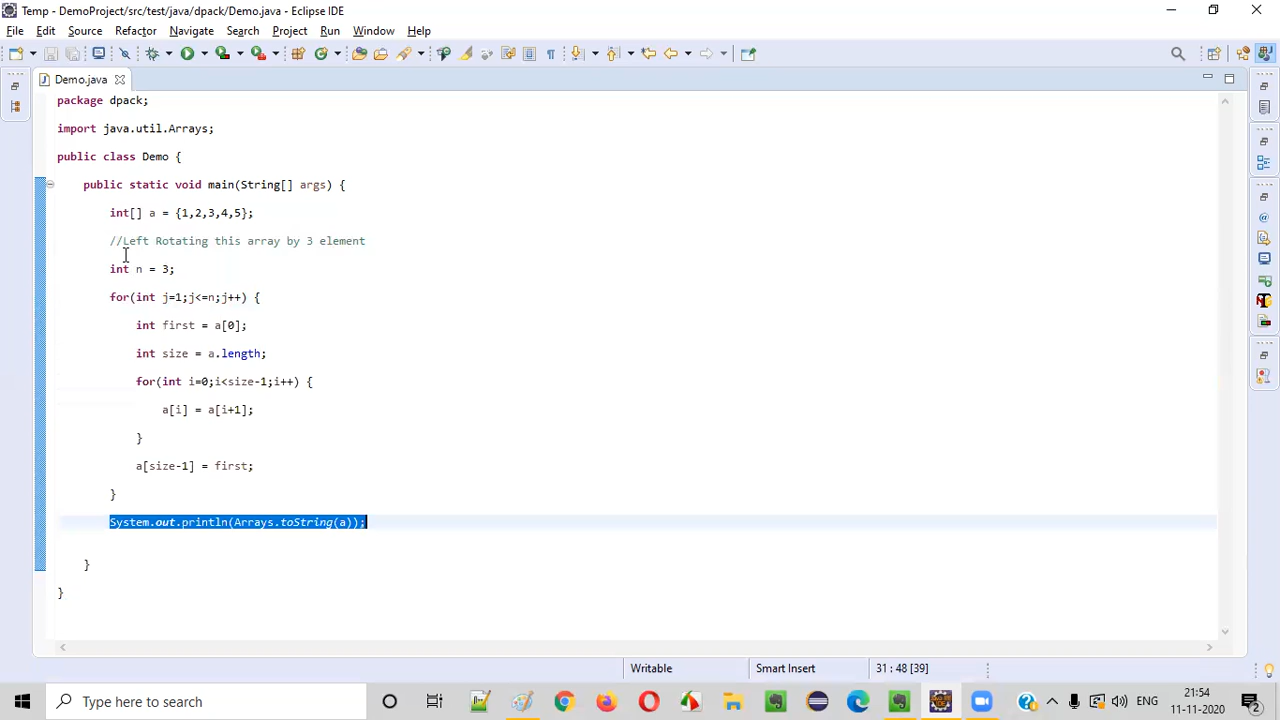 Temp - DemoProject/src/test/java/dpack/Demo.java - Eclipse IDE
File Edit Source Refactor Navigate Search Project Run Window Help
Demo.java
package dpack;
import java.util.Arrays;
public class Demo {
public static void main(String[] args) {
int[] a = {1,2,3,4,5};
//Left Rotating this array by 3 element
int n = 3;
for(int j=1;j<=n;j++) {
int first = a[0];
int size = a.length;
for(int i=0;i<size-1;i++) {
a[i] = a[i+1];
}
a[size-1] = first;
}
System.out.println(Arrays.toString(a));
}
}
Writable Smart Insert 31 : 48 [39]
Type here to search
ENG
21:54
11-11-2020
2